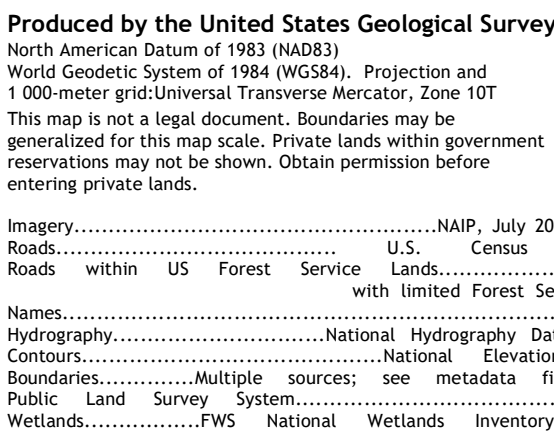 Produced by the United States Geological Survey
North American Datum of 1983 (NAD83)
World Geodetic System of 1984 (WGS84). Projection and
1 000-meter grid:Universal Transverse Mercator, Zone 10T
This map is not a legal document. Boundaries may be
generalized for this map scale. Private lands within government
reservations may not be shown. Obtain permission before
entering private lands.
Imagery.....................................................NAIP, July 20
Roads......................................... U.S. Census
Roads within US Forest Service Lands.................
with limited Forest Se
Names........................................................................
Hydrography...............................National Hydrography Dat
Contours............................................National Elevation
Boundaries..............Multiple sources; see metadata fi
Public Land Survey System.....................................
Wetlands.................FWS National Wetlands Inventory